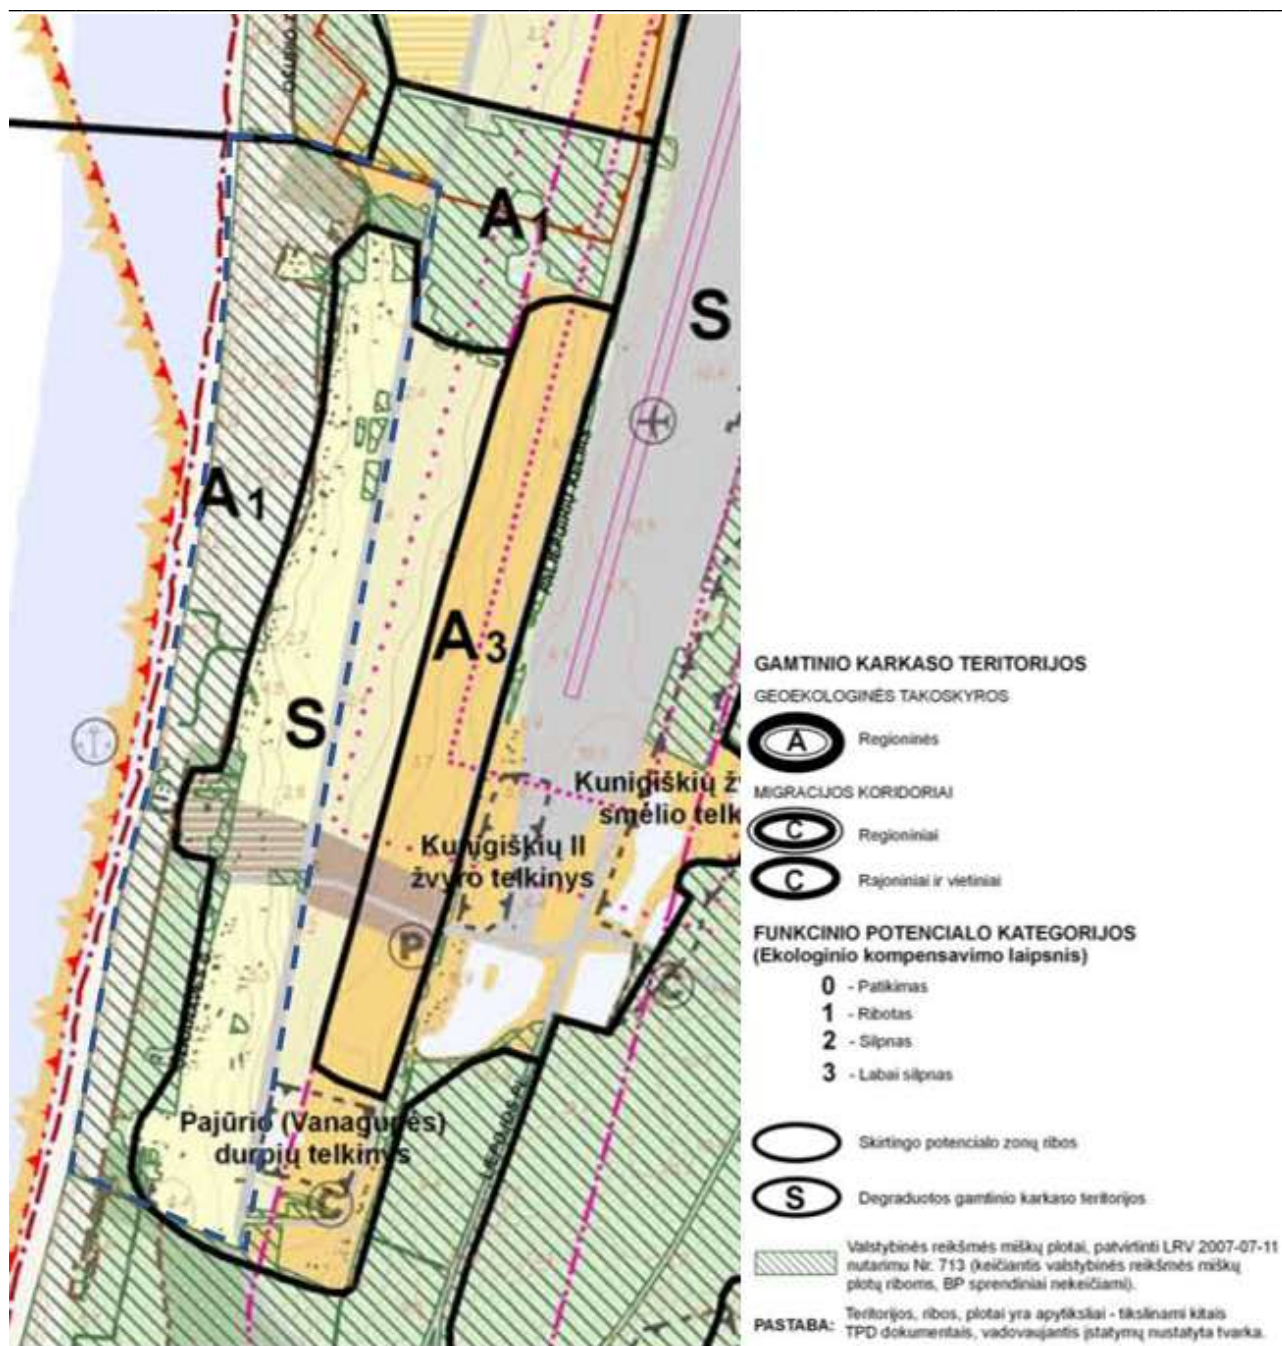 A1
S
A1
A3
S
Kunigiškių
smėlio telk
Kunigiškių II
žvyro telkinys
P
Pajūrio (Vanagupės)
durpių telkinys
LIEPOJOS PL.
GAMTINIO KARKASO TERITORIJOS
GEOEKOLOGINĖS TAKOSKYROS
A
Regioninės
MIGRACIJOS KORIDORIAI
C
Regioniniai
C
Rajoniniai ir vietiniai
FUNKCINIO POTENCIALO KATEGORIJOS
(Ekologinio kompensavimo laipsnis)
0 - Patikimas
1 - Ribotas
2 - Silpnas
3 - Labai silpnas
Skirtingo potencialo zonų ribos
S
Degraduotos gamtinio karkaso teritorijos
Valstybinės reikšmės miškų plotai, patvirtinti LRV 2007-07-11
nutarimu Nr. 713 (keičiantis valstybinės reikšmės miškų
plotų riboms, BP sprendiniai nekeičiami).
PASTABA: Teritorijos, ribos, plotai yra apytiksliai - tikslinami kitais
TPD dokumentais, vadovaujantis įstatymų nustatyta tvarka.